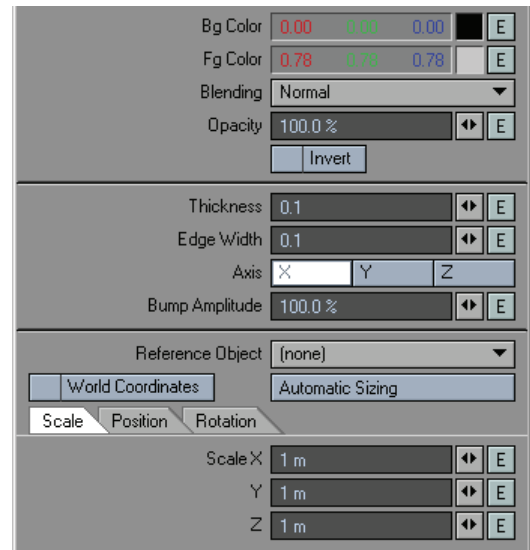 Bg Color 0.00 0.00 0.00 E
Fg Color 0.78 0.78 0.78 E
Blending Normal
Opacity 100.0 % E
Invert
Thickness 0.1 E
Edge Width 0.1 E
Axis X Y Z
Bump Amplitude 100.0 % E
Reference Object (none)
World Coordinates Automatic Sizing
Scale Position Rotation
Scale X 1 m E
Y 1 m E
Z 1 m E